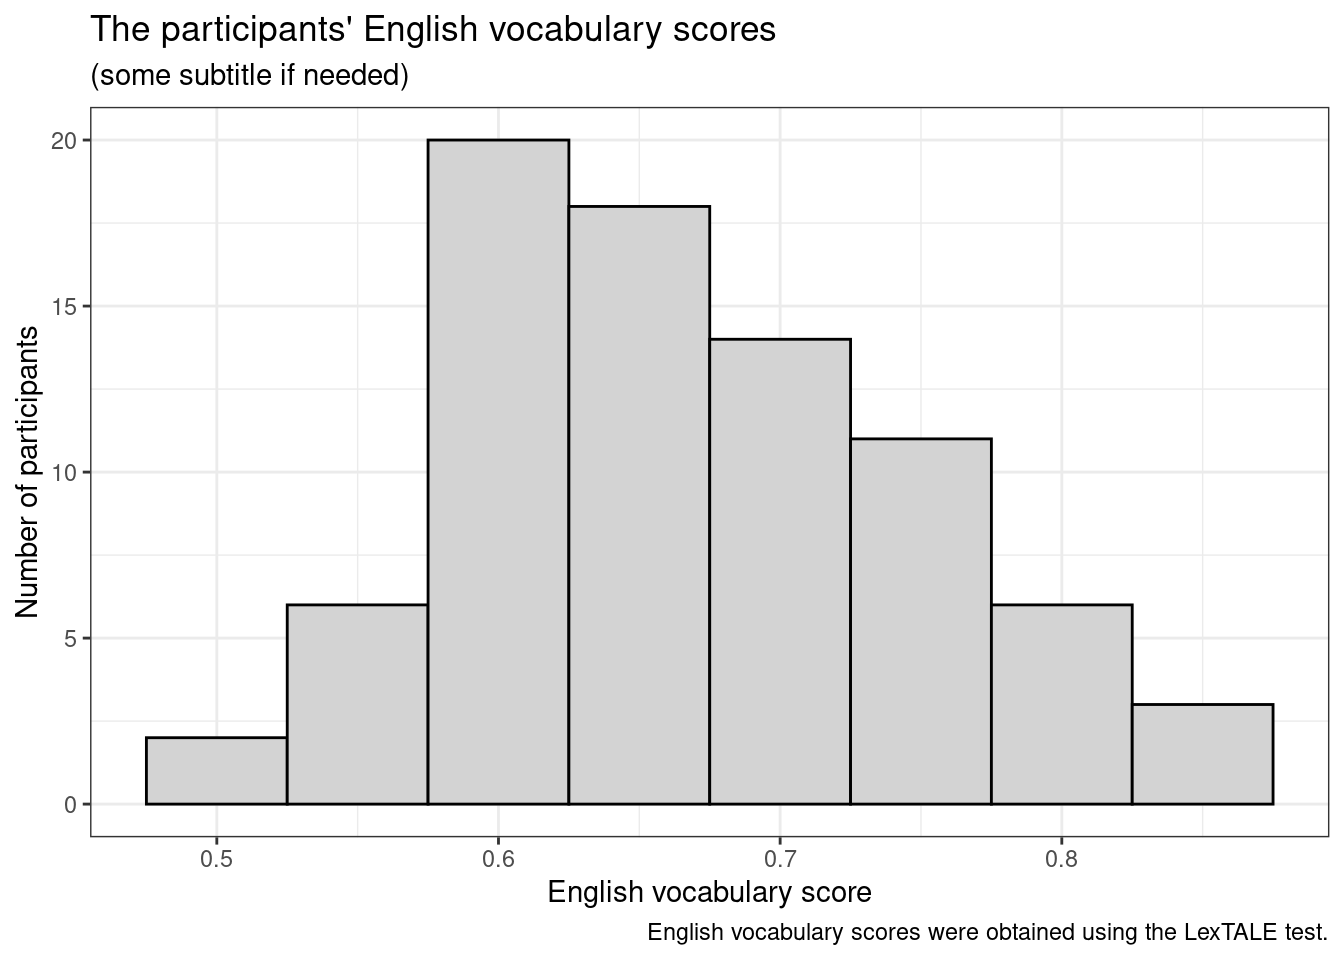 The participants' English vocabulary scores
(some subtitle if needed)
20
15
10
5
0
Number of participants
0.5 0.6 0.7 0.8
English vocabulary score
English vocabulary scores were obtained using the LexTALE test.